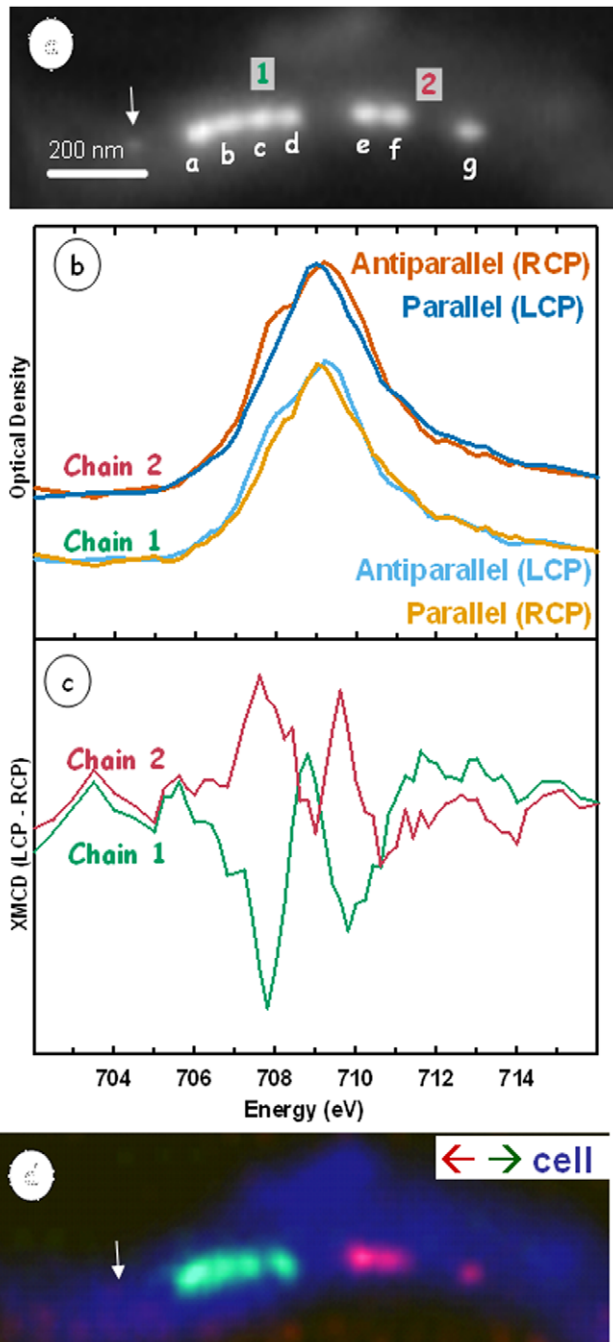 a
1
2
200 nm
a b c d e f g
b
Antiparallel (RCP)
Parallel (LCP)
Optical Density
Chain 2
Chain 1
Antiparallel (LCP)
Parallel (RCP)
c
XMCD (LCP - RCP)
Chain 2
Chain 1
704 706 708 710 712 714
Energy (eV)
d
← → cell